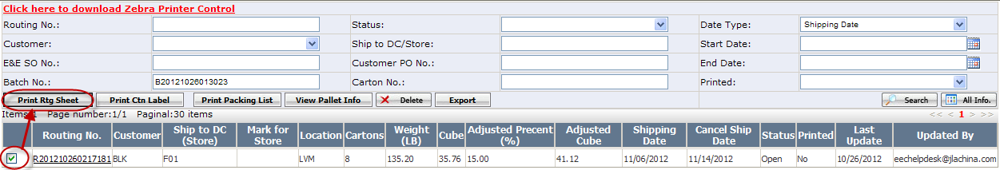 Click here to download Zebra Printer Control
Routing No.: Status: Date Type: Shipping Date
Customer: Ship to DC/Store: Start Date:
E&E SO No.: Customer PO No.: End Date:
Batch No.: B20121026013023 Carton No.: Printed:
Print Rtg Sheet Print Ctn Label Print Packing List View Pallet Info Delete Export Search All Info.
Items:1 Page number:1/1 Paginal:30 items << < 1 > >>
Routing No. Customer Ship to DC (Store) Mark for Store Location Cartons Weight (LB) Cube Adjusted Precent (%) Adjusted Cube Shipping Date Cancel Ship Date Status Printed Last Update Updated By
R201210260217181 BLK F01 LVM 8 135.20 35.76 15.00 41.12 11/06/2012 11/14/2012 Open No 10/26/2012 eechelpdesk@jlachina.com